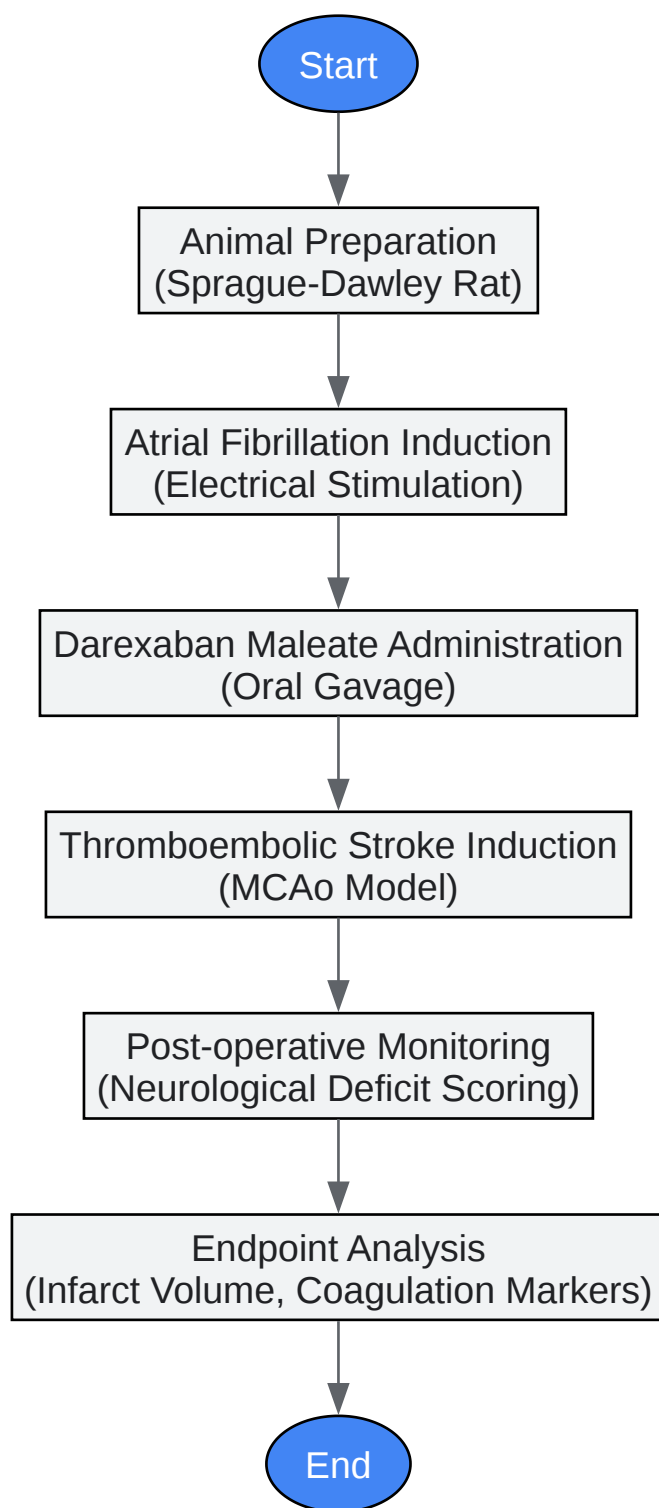 Start
Animal Preparation
(Sprague-Dawley Rat)
Atrial Fibrillation Induction
(Electrical Stimulation)
Darexaban Maleate Administration
(Oral Gavage)
Thromboembolic Stroke Induction
(MCAo Model)
Post-operative Monitoring
(Neurological Deficit Scoring)
Endpoint Analysis
(Infarct Volume, Coagulation Markers)
End